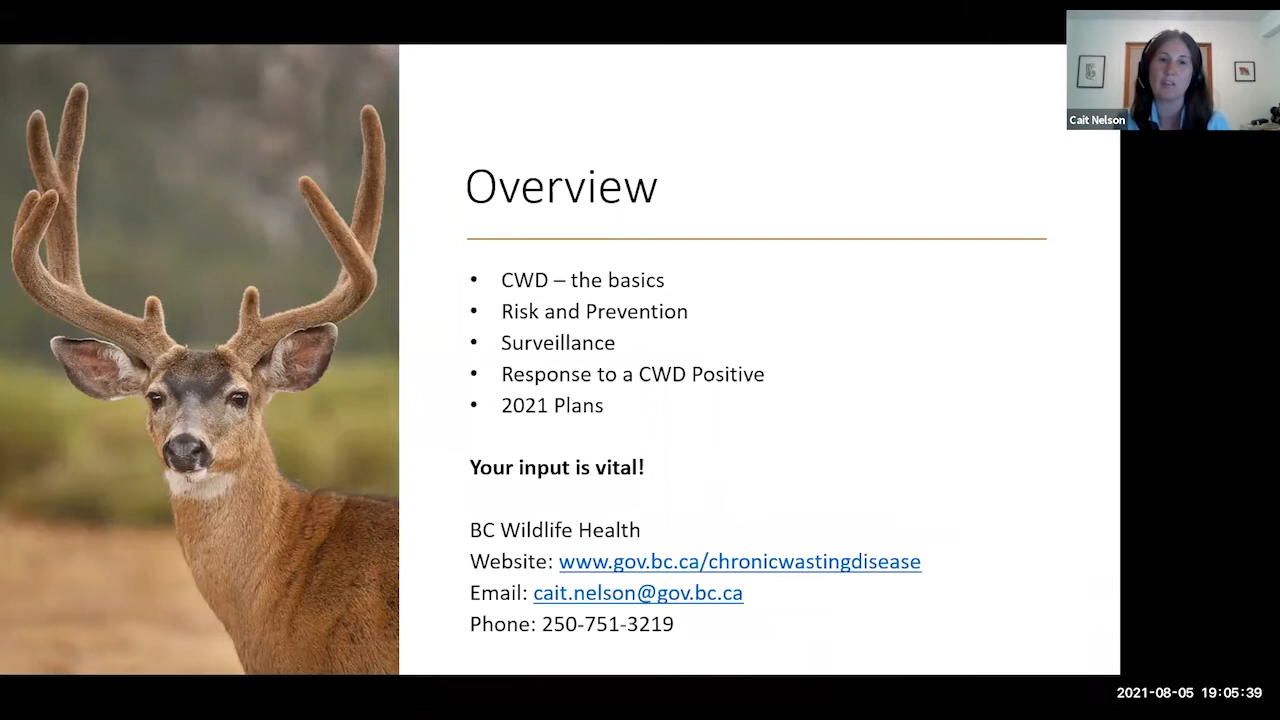 Cait Nelson
Overview
• CWD – the basics
• Risk and Prevention
• Surveillance
• Response to a CWD Positive
• 2021 Plans
Your input is vital!
BC Wildlife Health
Website: www.gov.bc.ca/chronicwastingdisease
Email: cait.nelson@gov.bc.ca
Phone: 250-751-3219
2021-08-05 19:05:39